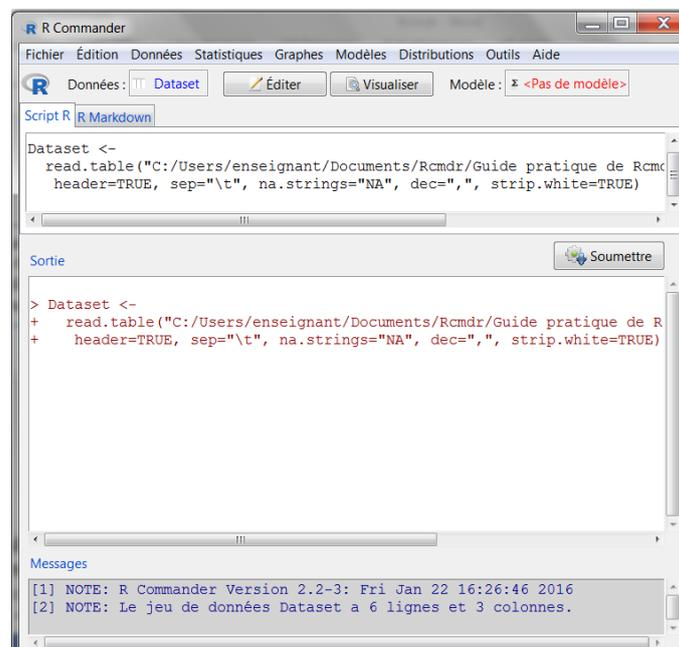 R Commander
Fichier Édition Données Statistiques Graphes Modèles Distributions Outils Aide
Données : Dataset Éditer Visualiser Modèle : Σ <Pas de modèle>
Script R R Markdown
Dataset <-
read.table("C:/Users/enseignant/Documents/Rcmdr/Guide pratique de Rcmd
header=TRUE, sep="\t", na.strings="NA", dec=",", strip.white=TRUE)
Sortie Soumettre
> Dataset <-
+ read.table("C:/Users/enseignant/Documents/Rcmdr/Guide pratique de R
+ header=TRUE, sep="\t", na.strings="NA", dec=",", strip.white=TRUE)
Messages
[1] NOTE: R Commander Version 2.2-3: Fri Jan 22 16:26:46 2016
[2] NOTE: Le jeu de données Dataset a 6 lignes et 3 colonnes.